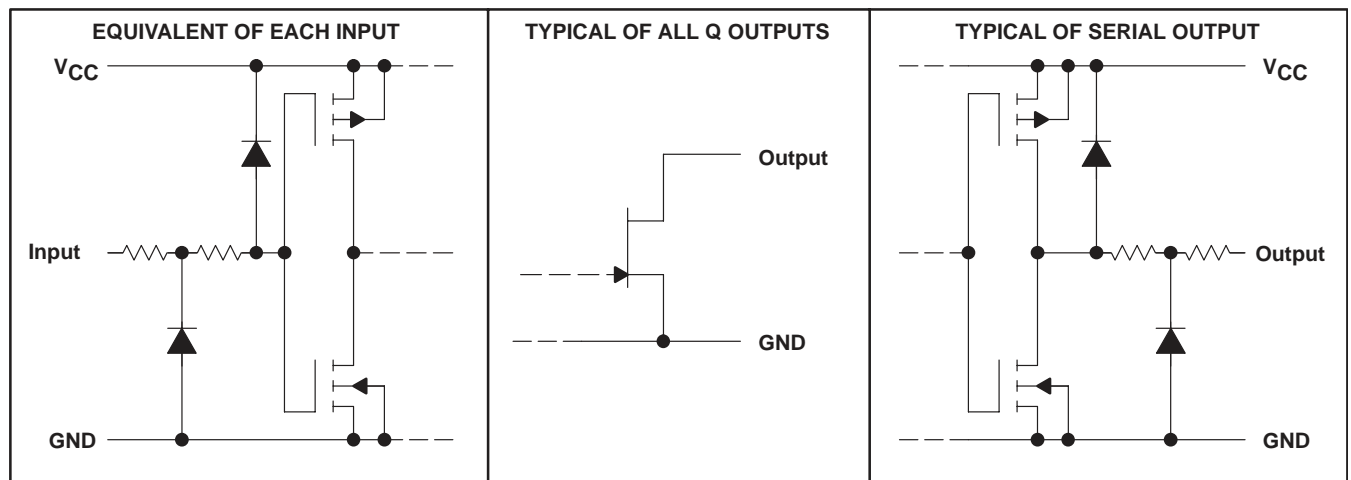 EQUIVALENT OF EACH INPUT
VCC
Input
GND
TYPICAL OF ALL Q OUTPUTS
Output
GND
TYPICAL OF SERIAL OUTPUT
VCC
Output
GND